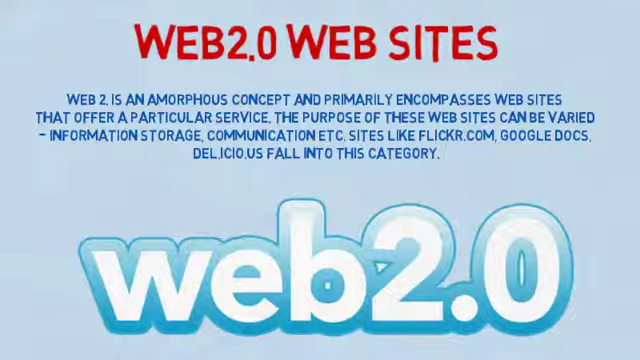 WEB2.0 WEB SITES
WEB 2. IS AN AMORPHOUS CONCEPT AND PRIMARILY ENCOMPASSES WEB SITES
THAT OFFER A PARTICULAR SERVICE. THE PURPOSE OF THESE WEB SITES CAN BE VARIED
- INFORMATION STORAGE, COMMUNICATION ETC. SITES LIKE FLICKR.COM, GOOGLE DOCS,
DEL.ICIO.US FALL INTO THIS CATEGORY.
web2.0